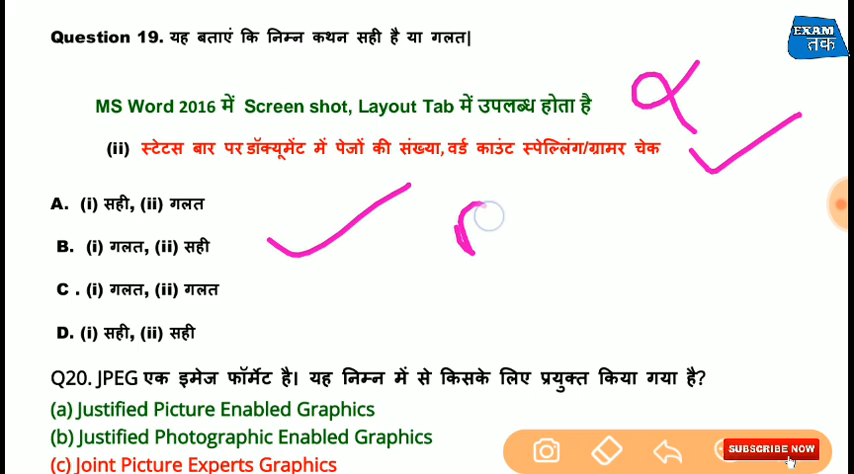 EXAM
तक
Question 19. यह बताएं कि निम्न कथन सही है या गलत|
MS Word 2016 में Screen shot, Layout Tab में उपलब्ध होता है
(ii) स्टेटस बार पर डॉक्यूमेंट में पेजों की संख्या, वर्ड काउंट स्पेल्लिंग/ग्रामर चेक
A. (i) सही, (ii) गलत
B. (i) गलत, (ii) सही
C . (i) गलत, (ii) गलत
D. (i) सही, (ii) सही
Q20. JPEG एक इमेज फॉर्मेट है। यह निम्न में से किसके लिए प्रयुक्त किया गया है?
(a) Justified Picture Enabled Graphics
(b) Justified Photographic Enabled Graphics
(c) Joint Picture Experts Graphics
SUBSCRIBE NOW